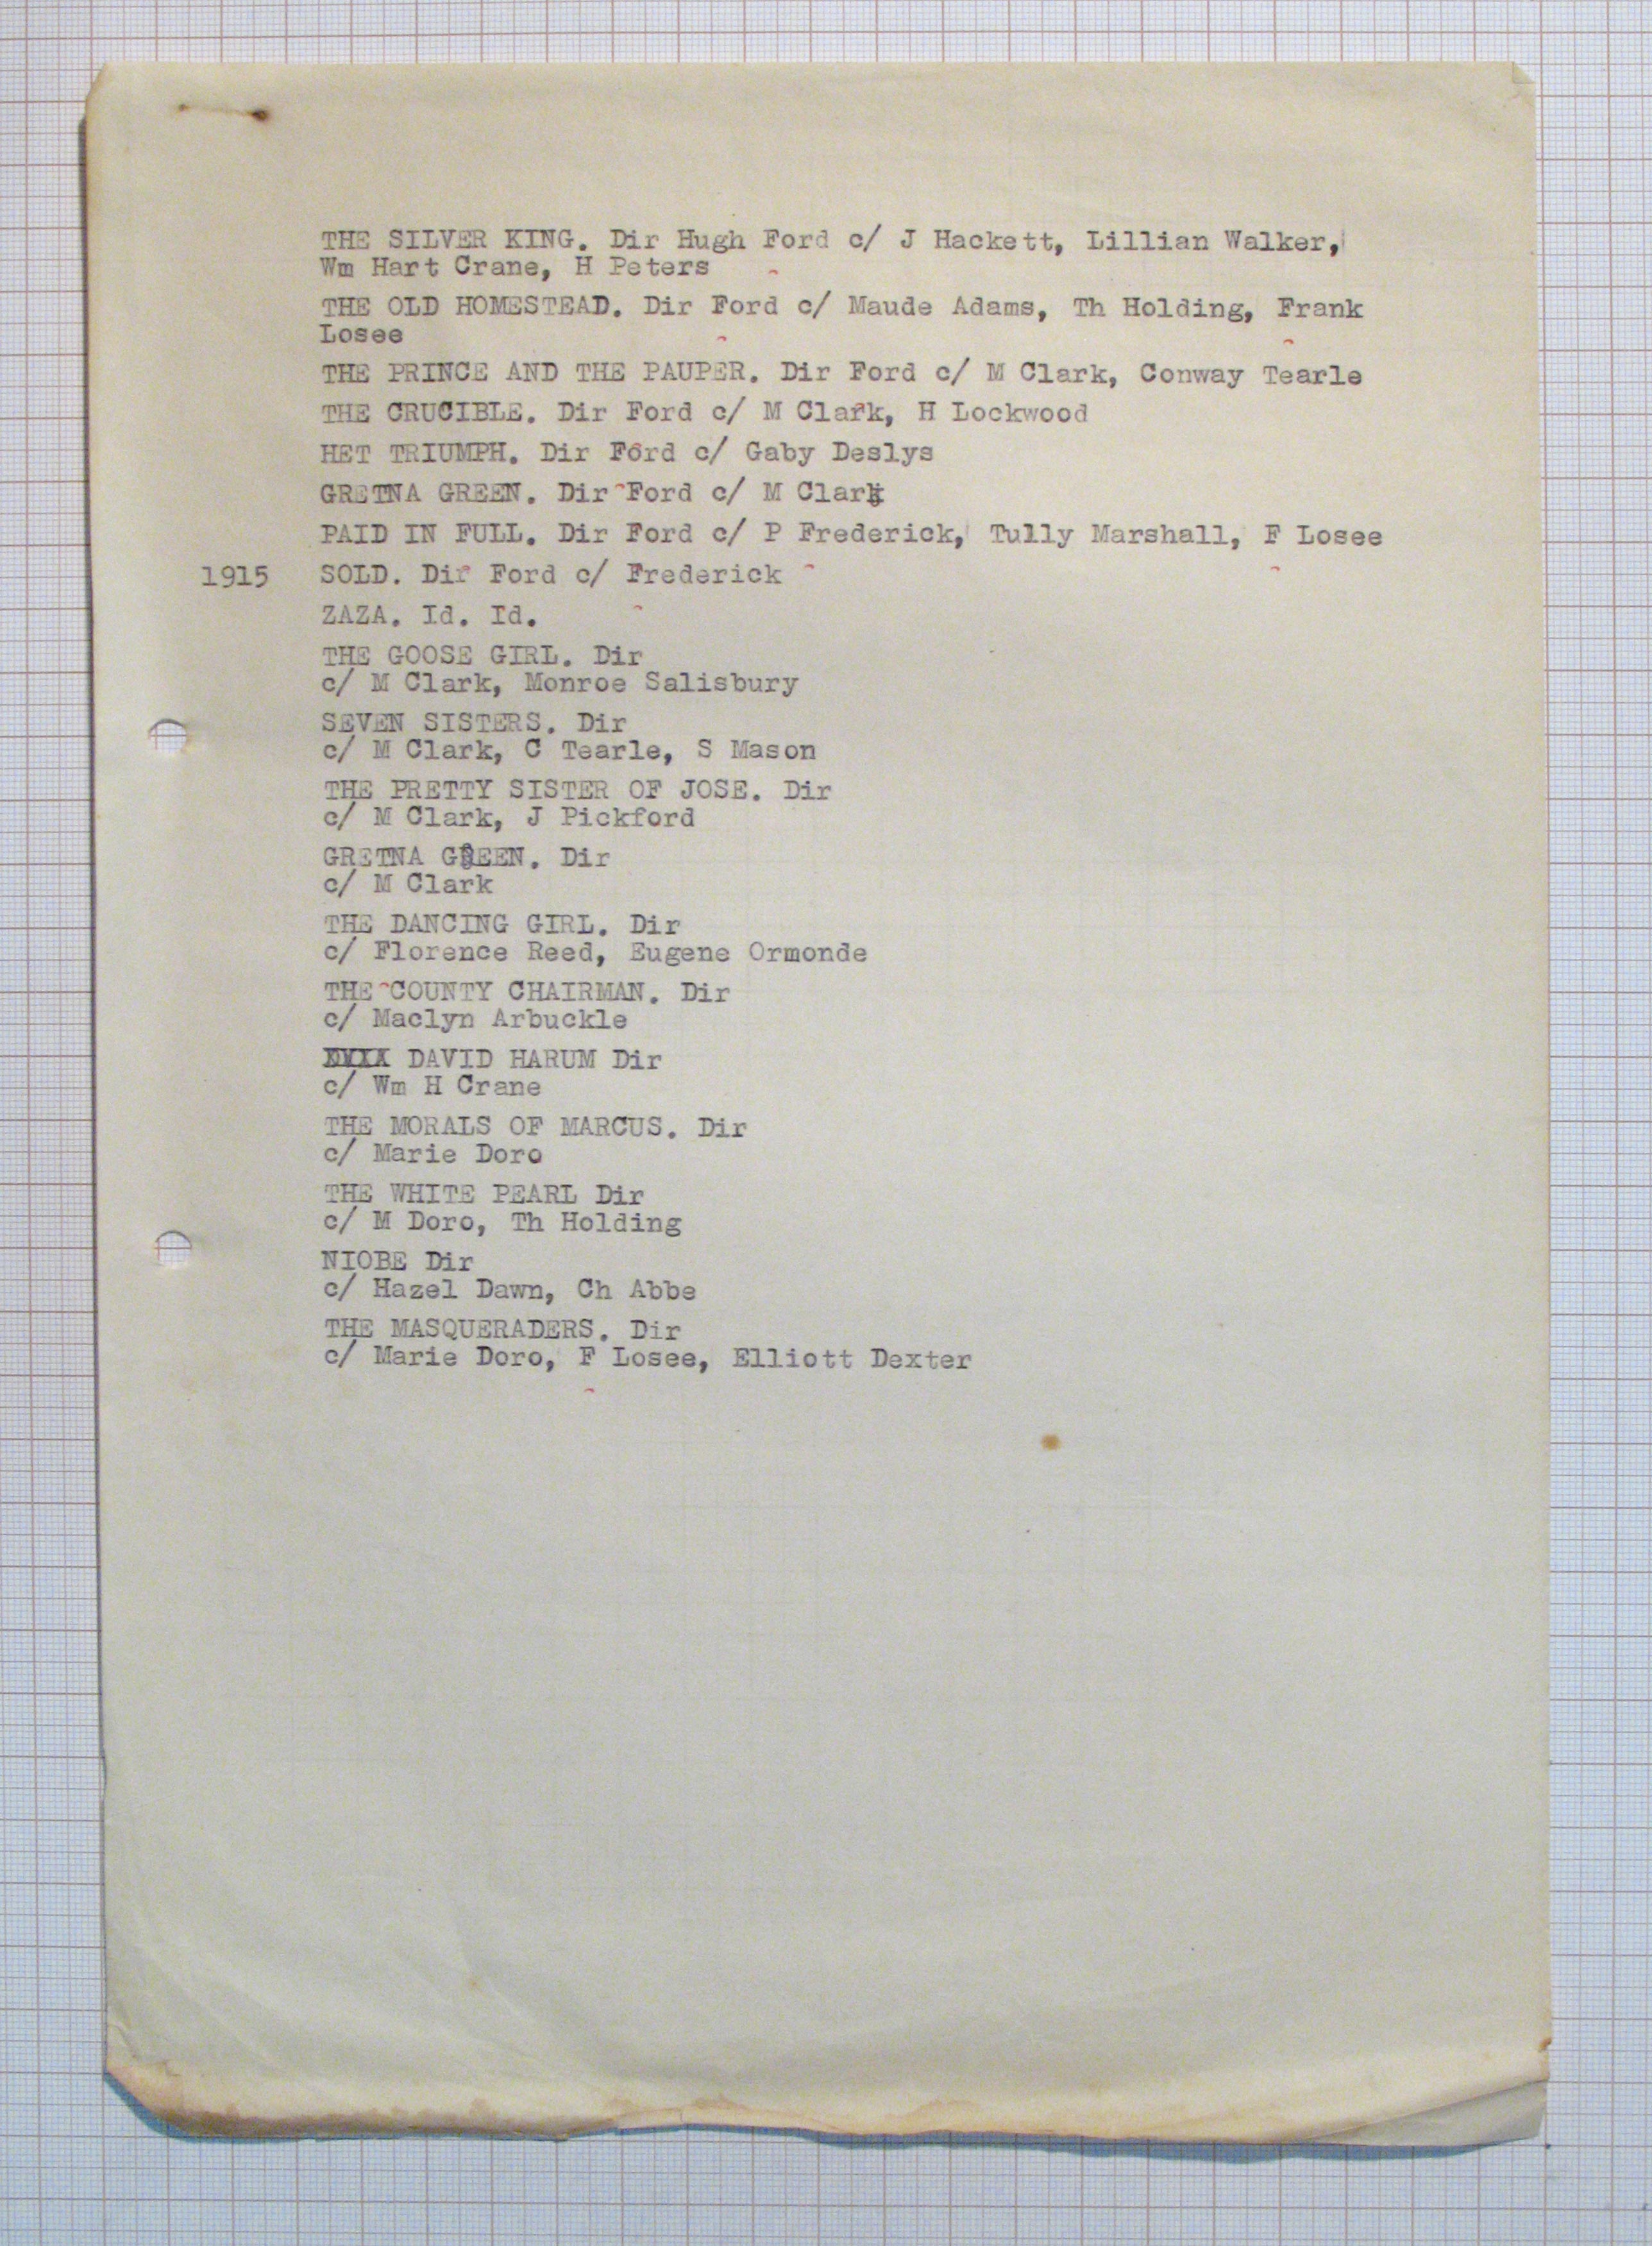 THE SILVER KING. Dir Hugh Ford c/ J Hackett, Lillian Walker,
Wm Hart Crane, H Peters
THE OLD HOMESTEAD. Dir Ford c/ Maude Adams, Th Holding, Frank
Losee
THE PRINCE AND THE PAUPER. Dir Ford c/ M Clark, Conway Tearle
THE CRUCIBLE. Dir Ford c/ M Clark, H Lockwood
HET TRIUMPH. Dir Ford c/ Gaby Deslys
GRETNA GREEN. Dir Ford c/ M Clark
PAID IN FULL. Dir Ford c/ P Frederick, Tully Marshall, F Losee
1915 SOLD. Dir Ford c/ Frederick
ZAZA. Id. Id.
THE GOOSE GIRL. Dir
c/ M Clark, Monroe Salisbury
SEVEN SISTERS. Dir
c/ M Clark, C Tearle, S Mason
THE PRETTY SISTER OF JOSE. Dir
c/ M Clark, J Pickford
GRETNA GREEN. Dir
c/ M Clark
THE DANCING GIRL. Dir
c/ Florence Reed, Eugene Ormonde
THE COUNTY CHAIRMAN. Dir
c/ Maclyn Arbuckle
DAVID HARUM Dir
c/ Wm H Crane
THE MORALS OF MARCUS. Dir
c/ Marie Doro
THE WHITE PEARL Dir
c/ M Doro, Th Holding
NIOBE Dir
c/ Hazel Dawn, Ch Abbe
THE MASQUERADERS. Dir
c/ Marie Doro, F Losee, Elliott Dexter